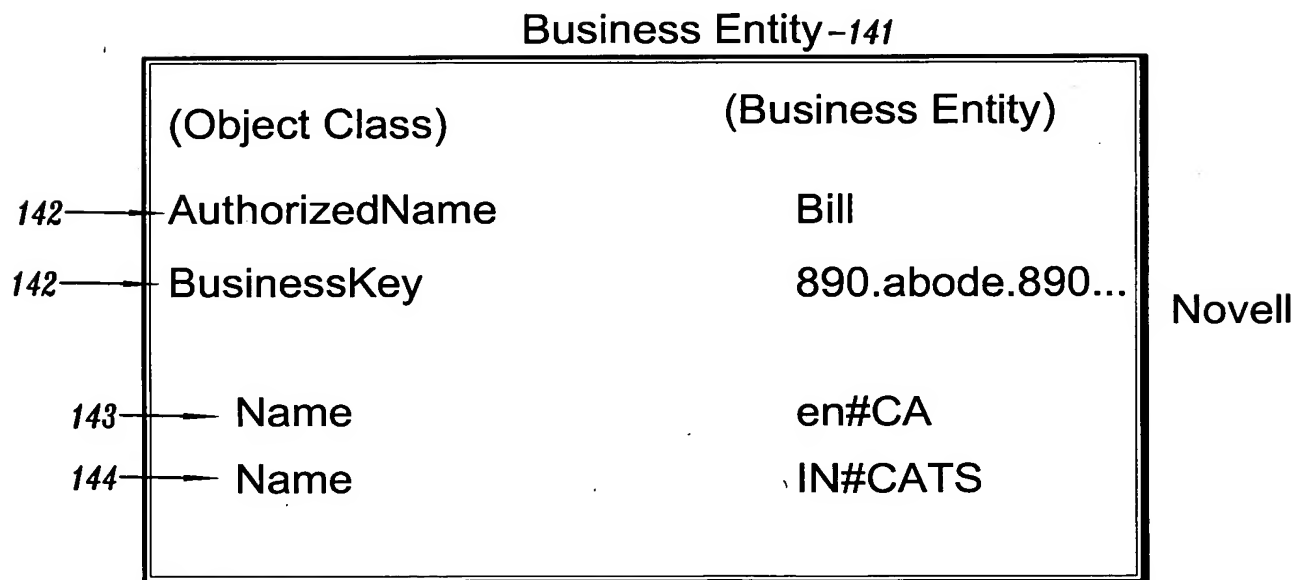 Business Entity-141
(Object Class) (Business Entity)
142 AuthorizedName Bill
142 BusinessKey 890.abode.890...
Novell
143 Name en#CA
144 Name IN#CATS